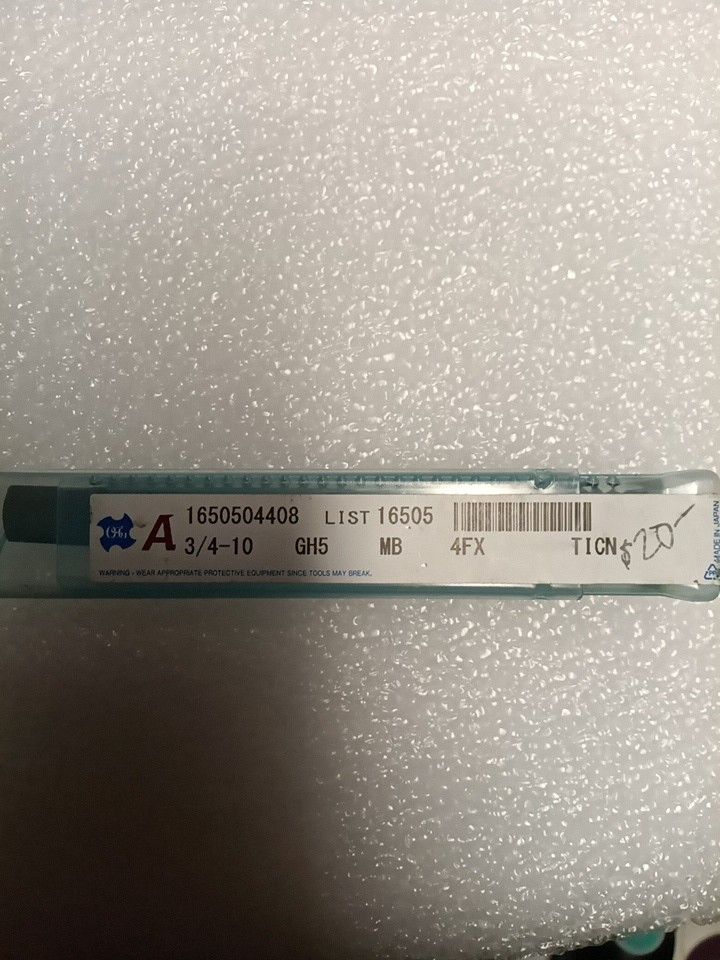 OSG A 1650504408 LIST 16505
3/4-10 GH5 MB 4FX TICN $20-
WARNING - WEAR APPROPRIATE PROTECTIVE EQUIPMENT SINCE TOOLS MAY BREAK.
MADE IN JAPAN